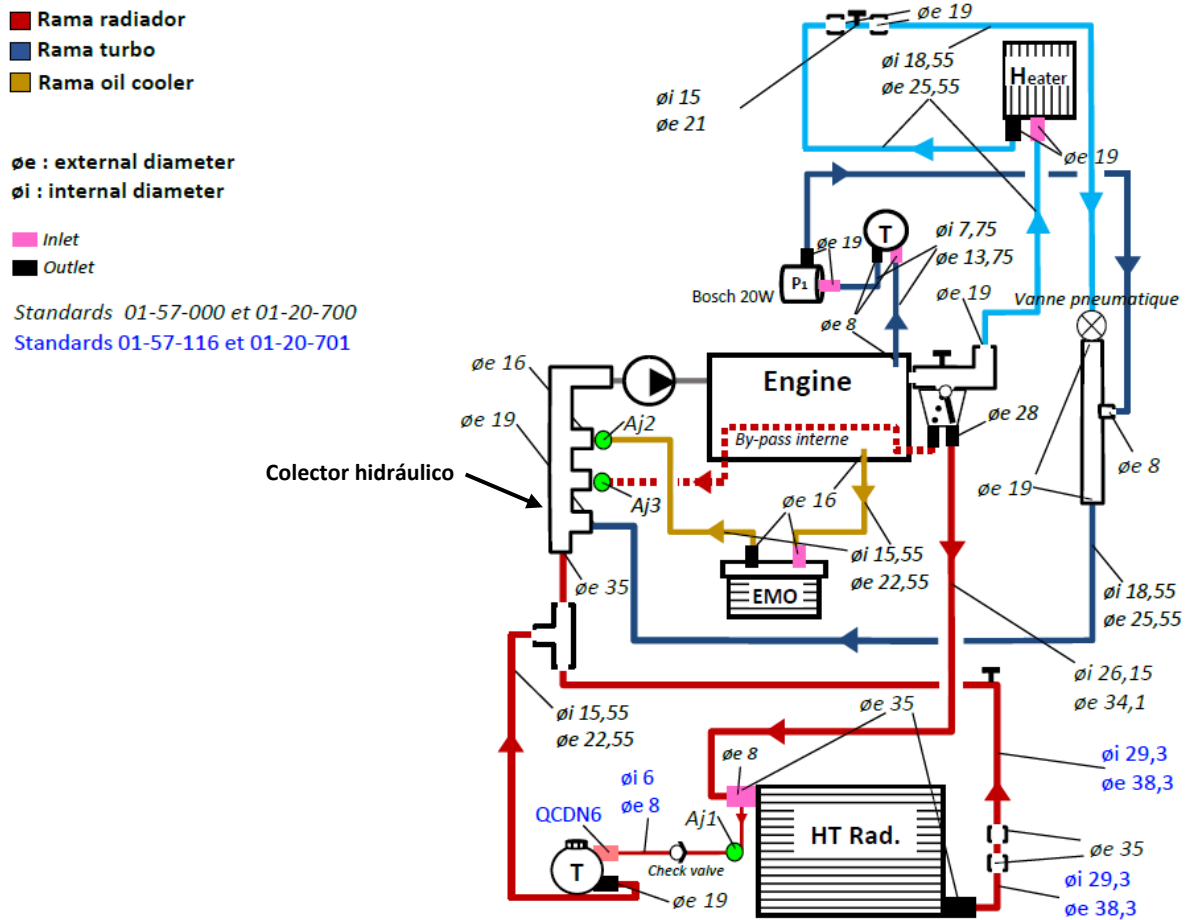 Rama radiador
Rama turbo
Rama oil cooler
øe : external diameter
øi : internal diameter
Inlet
Outlet
Standards 01-57-000 et 01-20-700
Standards 01-57-116 et 01-20-701
øe 19
øi 18,55
øe 25,55
Heater
øi 15
øe 21
øe 19
T
øe 19
øi 7,75
øe 13,75
P1
Bosch 20W
øe 19
Vanne pneumatique
øe 8
øe 16
Engine
øe 19
Aj2
øe 28
By-pass interne
øe 8
Colector hidráulico
Aj3
øe 16
øe 19
øi 15,55
øe 22,55
øe 35
EMO
øi 18,55
øe 25,55
øi 26,15
øe 34,1
øi 15,55
øe 22,55
øe 35
øe 8
øi 29,3
øe 38,3
øi 6
øe 8
QCDN6
Aj1
HT Rad.
T
Check valve
øe 35
øi 29,3
øe 38,3
øe 19